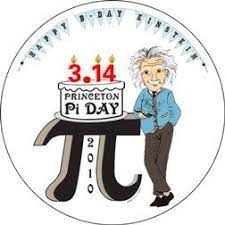 HAPPY B-DAY EINSTEIN
3.14
PRINCETON
Pi DAY
π
2010